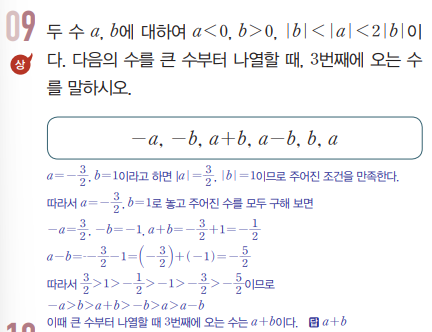 09 두 수 a, b에 대하여 a<0, b>0, |b|<|a|<2|b|이
상 다. 다음의 수를 큰 수부터 나열할 때, 3번째에 오는 수
를 말하시오.
-a, -b, a+b, a-b, b, a
a=-3/2, b=1이라고 하면 |a|=3/2, |b|=1이므로 주어진 조건을 만족한다.
따라서 a=-3/2, b=1로 놓고 주어진 수를 모두 구해 보면
-a=3/2, -b=-1, a+b=-3/2+1=-1/2
a-b=-3/2-1=(-3/2)+(-1)=-5/2
따라서 3/2>1>-1/2>-1>-3/2>-5/2이므로
-a>b>a+b>-b>a>a-b
이때 큰 수부터 나열할 때 3번째에 오는 수는 a+b이다. 답 a+b